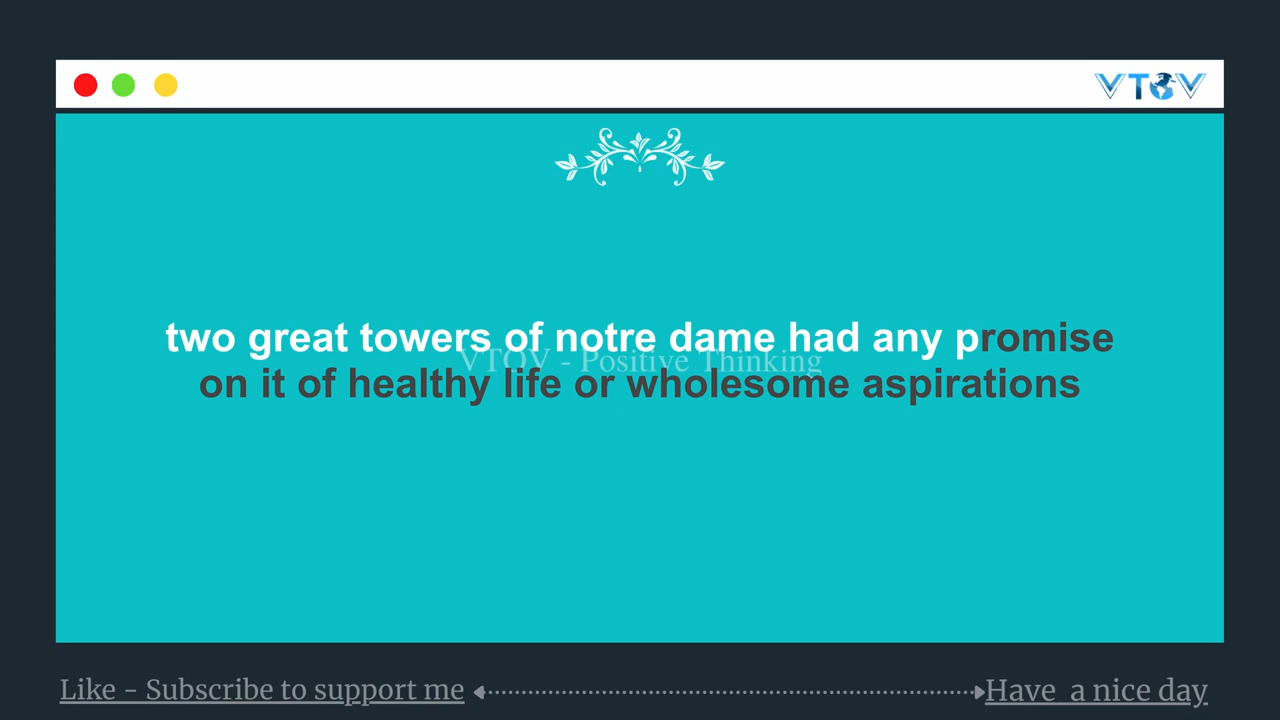 VTOV
two great towers of notre dame had any promise
VTOV - Positive Thinking
on it of healthy life or wholesome aspirations
Like - Subscribe to support me
Have a nice day